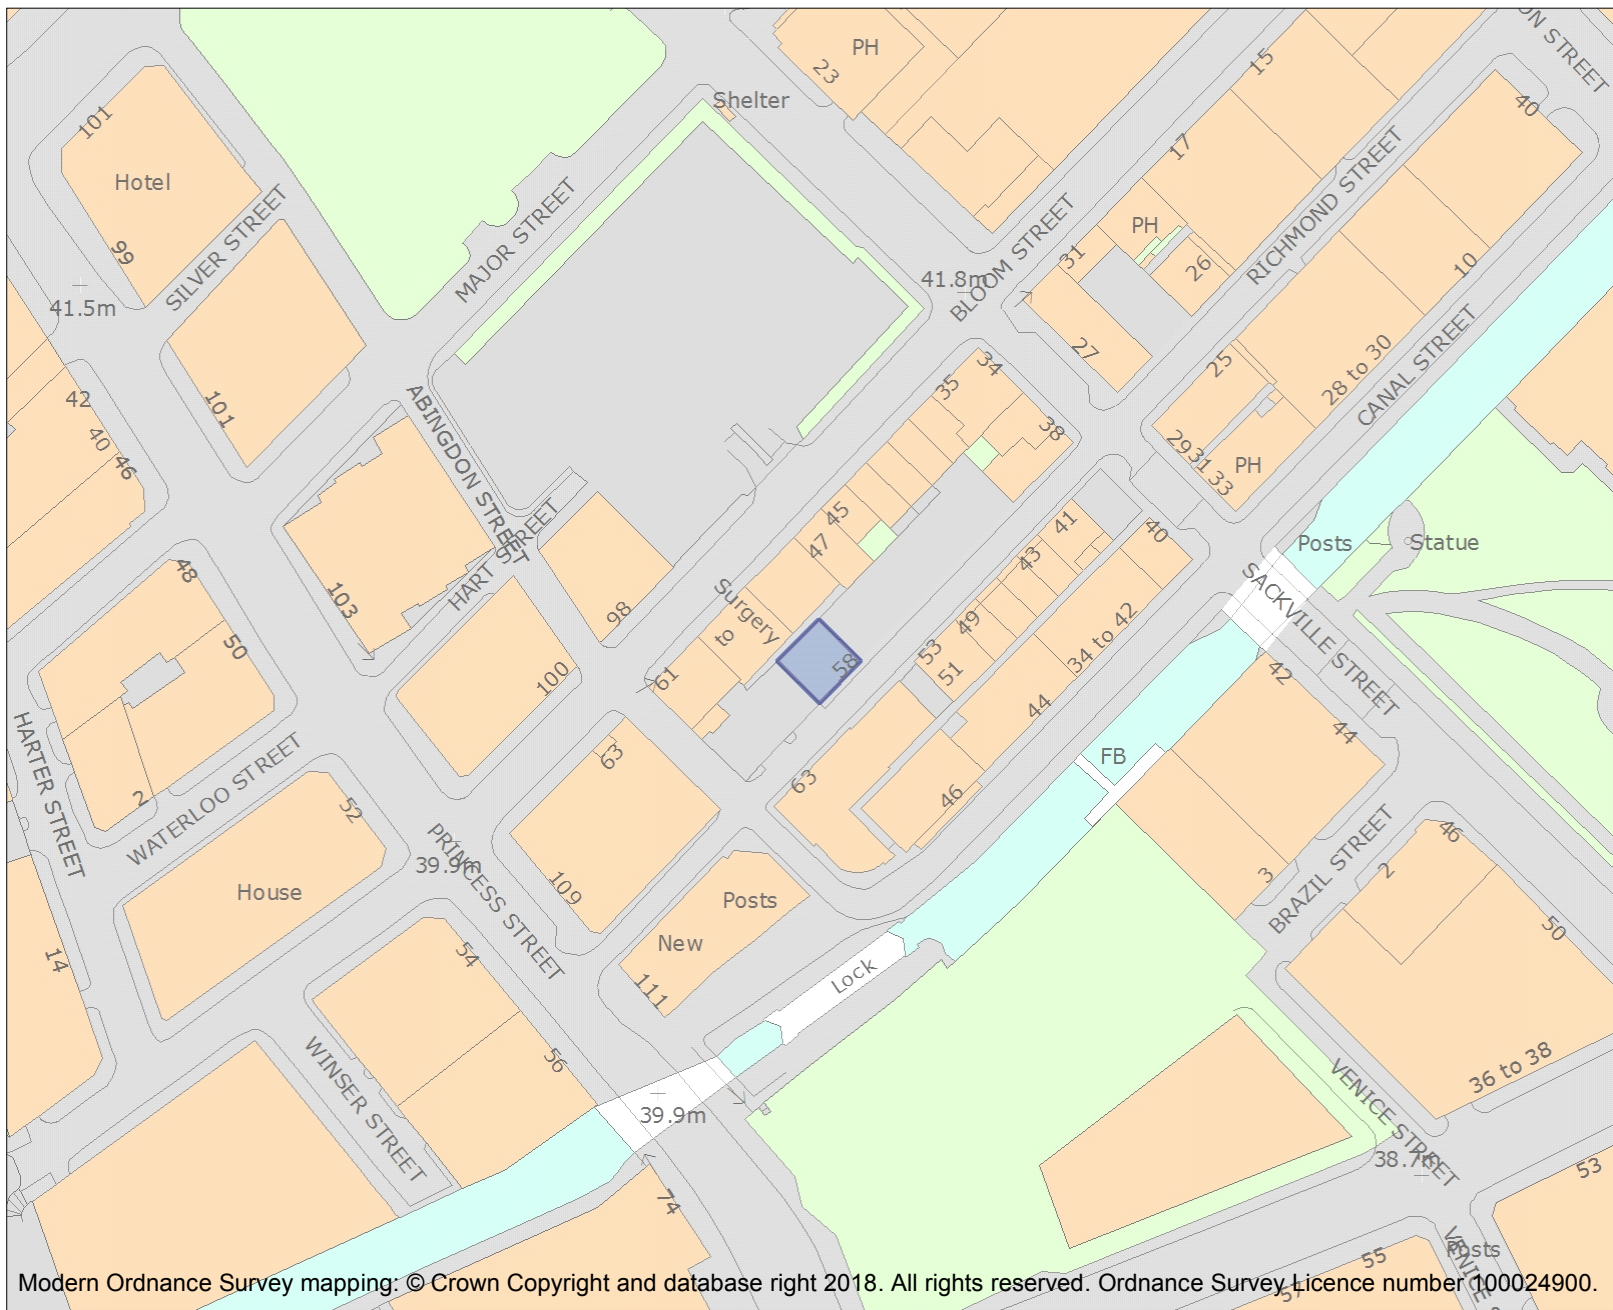 PH
23
15
ON STREET
40
Shelter
101
Hotel
17
RICHMOND STREET
MAJOR STREET
SILVER STREET
99
41.5m
BLOOM STREET
PH
31
26
10
41.8m
27
28 to 30
CANAL STREET
25
34
35
38
42
40
46
101
ABINGDON STREET
29
31
33
PH
45
47
41
40
43
Posts
Statue
HART STREET
SACKVILLE STREET
48
103
98
Surgery
to
61
58
49
53
51
34 to 42
50
100
42
44
44
HARTER STREET
2
WATERLOO STREET
52
63
63
FB
46
PRINCESS STREET
39.9m
House
109
Posts
New
111
Lock
3
BRAZIL STREET
2
46
50
14
54
56
WINSER STREET
39.9m
36 to 38
VENICE STREET
38.7m
53
74
VENICE
Posts
55
57
Modern Ordnance Survey mapping: © Crown Copyright and database right 2018. All rights reserved. Ordnance Survey Licence number 100024900.